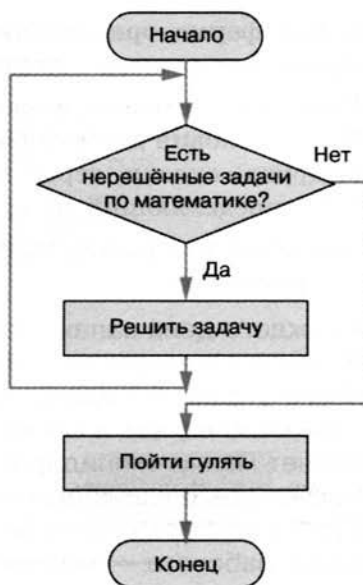 Начало
Есть
нерешённые задачи
по математике?
Нет
Да
Решить задачу
Пойти гулять
Конец